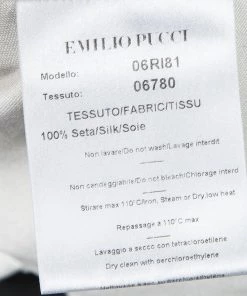 EMILIO PUCCI
Modello: 06RI81
Tessuto: 06780
TESSUTO/FABRIC/TISSU
100% Seta/Silk/Soie
Non lavare/Do not wash/Lavage interdit
Non candeggiabile/Do not bleach/Chlorage interd
Stirare max 110°C/Iron, Steam or Dry low heat
Repassage a 110°C max
Lavaggio a secco con tetracloroetilene
Dry clean with perchloroethylene